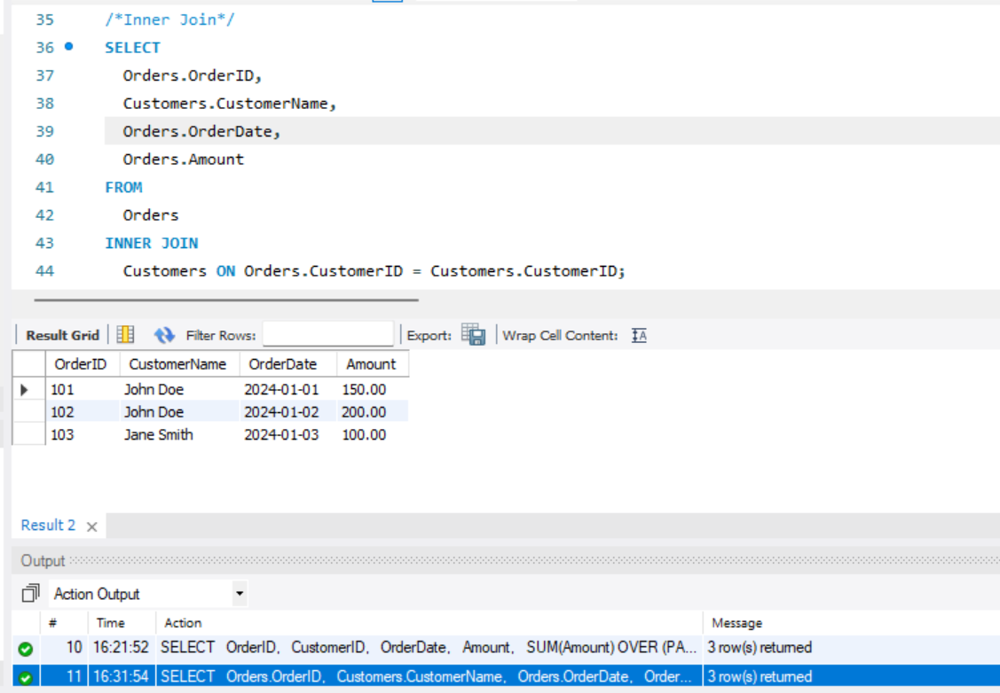 35 /*Inner Join*/
36 SELECT
37 Orders.OrderID,
38 Customers.CustomerName,
39 Orders.OrderDate,
40 Orders.Amount
41 FROM
42 Orders
43 INNER JOIN
44 Customers ON Orders.CustomerID = Customers.CustomerID;
Result Grid Filter Rows: Export: Wrap Cell Content: IA
OrderID CustomerName OrderDate Amount
101 John Doe 2024-01-01 150.00
102 John Doe 2024-01-02 200.00
103 Jane Smith 2024-01-03 100.00
Result 2 ×
Output
Action Output
# Time Action Message
10 16:21:52 SELECT OrderID, CustomerID, OrderDate, Amount, SUM(Amount) OVER (PA... 3 row(s) returned
11 16:31:54 SELECT Orders.OrderID, Customers.CustomerName, Orders.OrderDate, Order... 3 row(s) returned